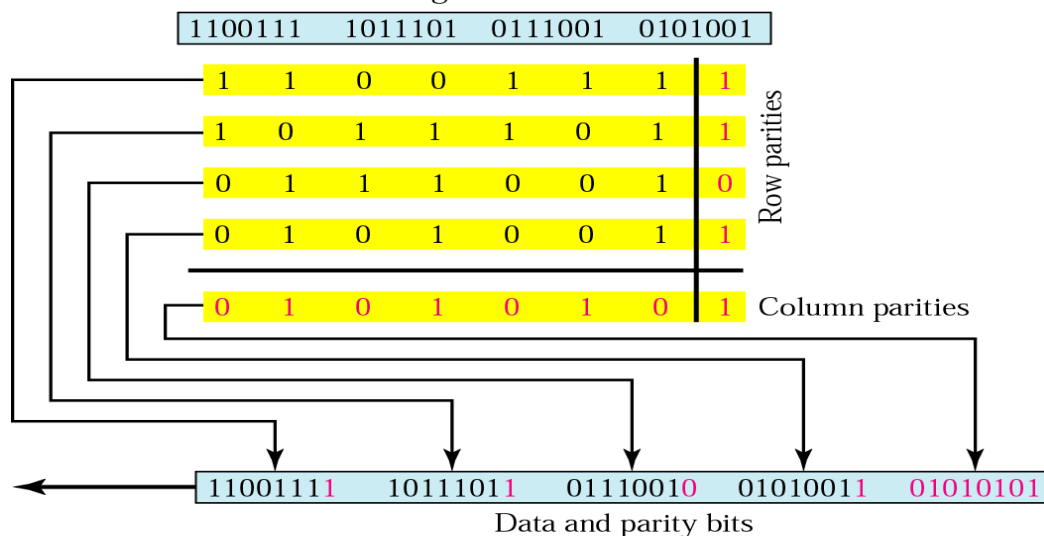 1100111 1011101 0111001 0101001
1 1 0 0 1 1 1 1
1 0 1 1 1 0 1 1
0 1 1 1 0 0 1 0
0 1 0 1 0 0 1 1
Row parities
0 1 0 1 0 1 0 1 Column parities
11001111 10111011 01110010 01010011 01010101
Data and parity bits